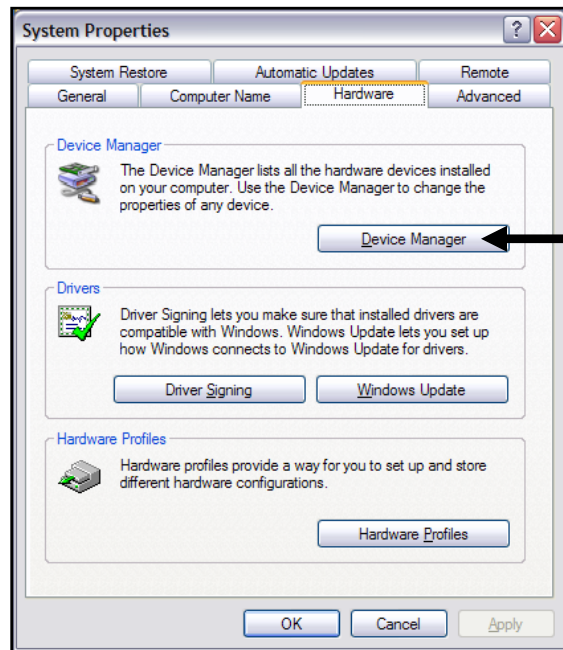 System Properties
System Restore Automatic Updates Remote
General Computer Name Hardware Advanced
Device Manager
The Device Manager lists all the hardware devices installed
on your computer. Use the Device Manager to change the
properties of any device.
Device Manager
Drivers
Driver Signing lets you make sure that installed drivers are
compatible with Windows. Windows Update lets you set up
how Windows connects to Windows Update for drivers.
Driver Signing Windows Update
Hardware Profiles
Hardware profiles provide a way for you to set up and store
different hardware configurations.
Hardware Profiles
OK Cancel Apply